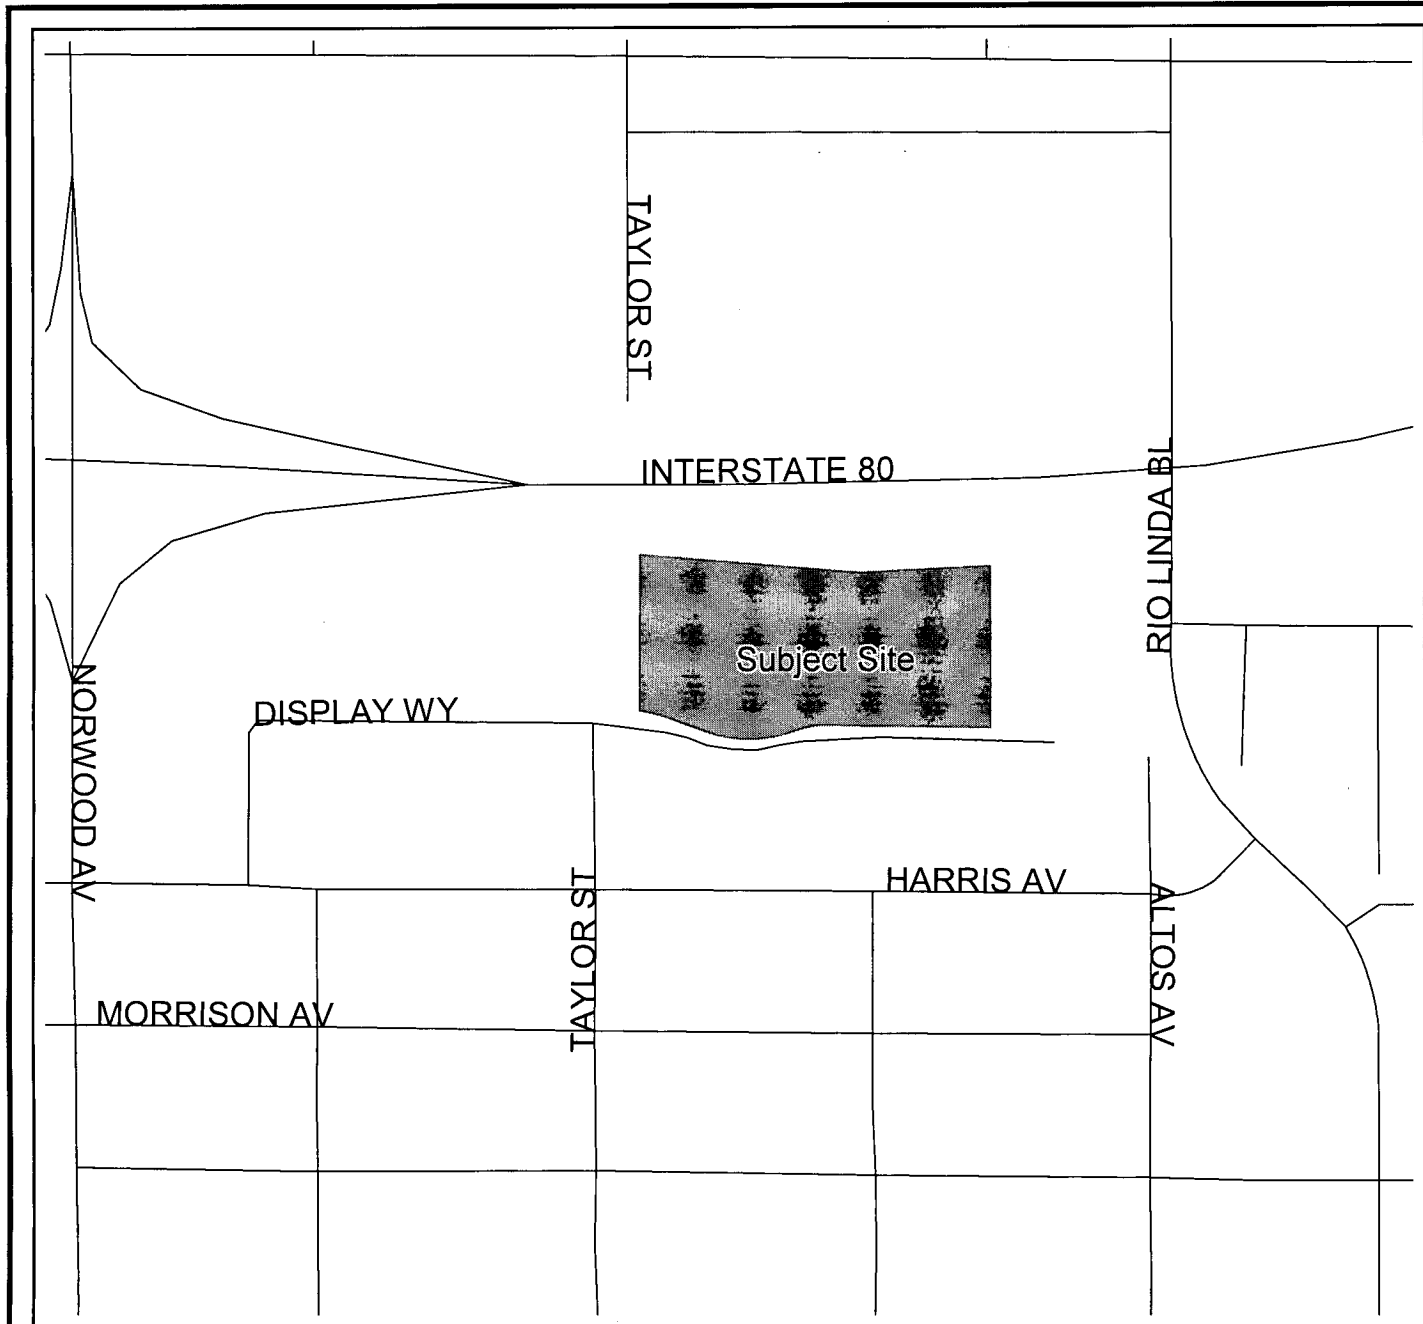 TAYLOR ST
INTERSTATE 80
RIO LINDA BL
Subject Site
NORWOOD AV
DISPLAY WY
HARRIS AV
TAYLOR ST
ALTOS AV
MORRISON AV